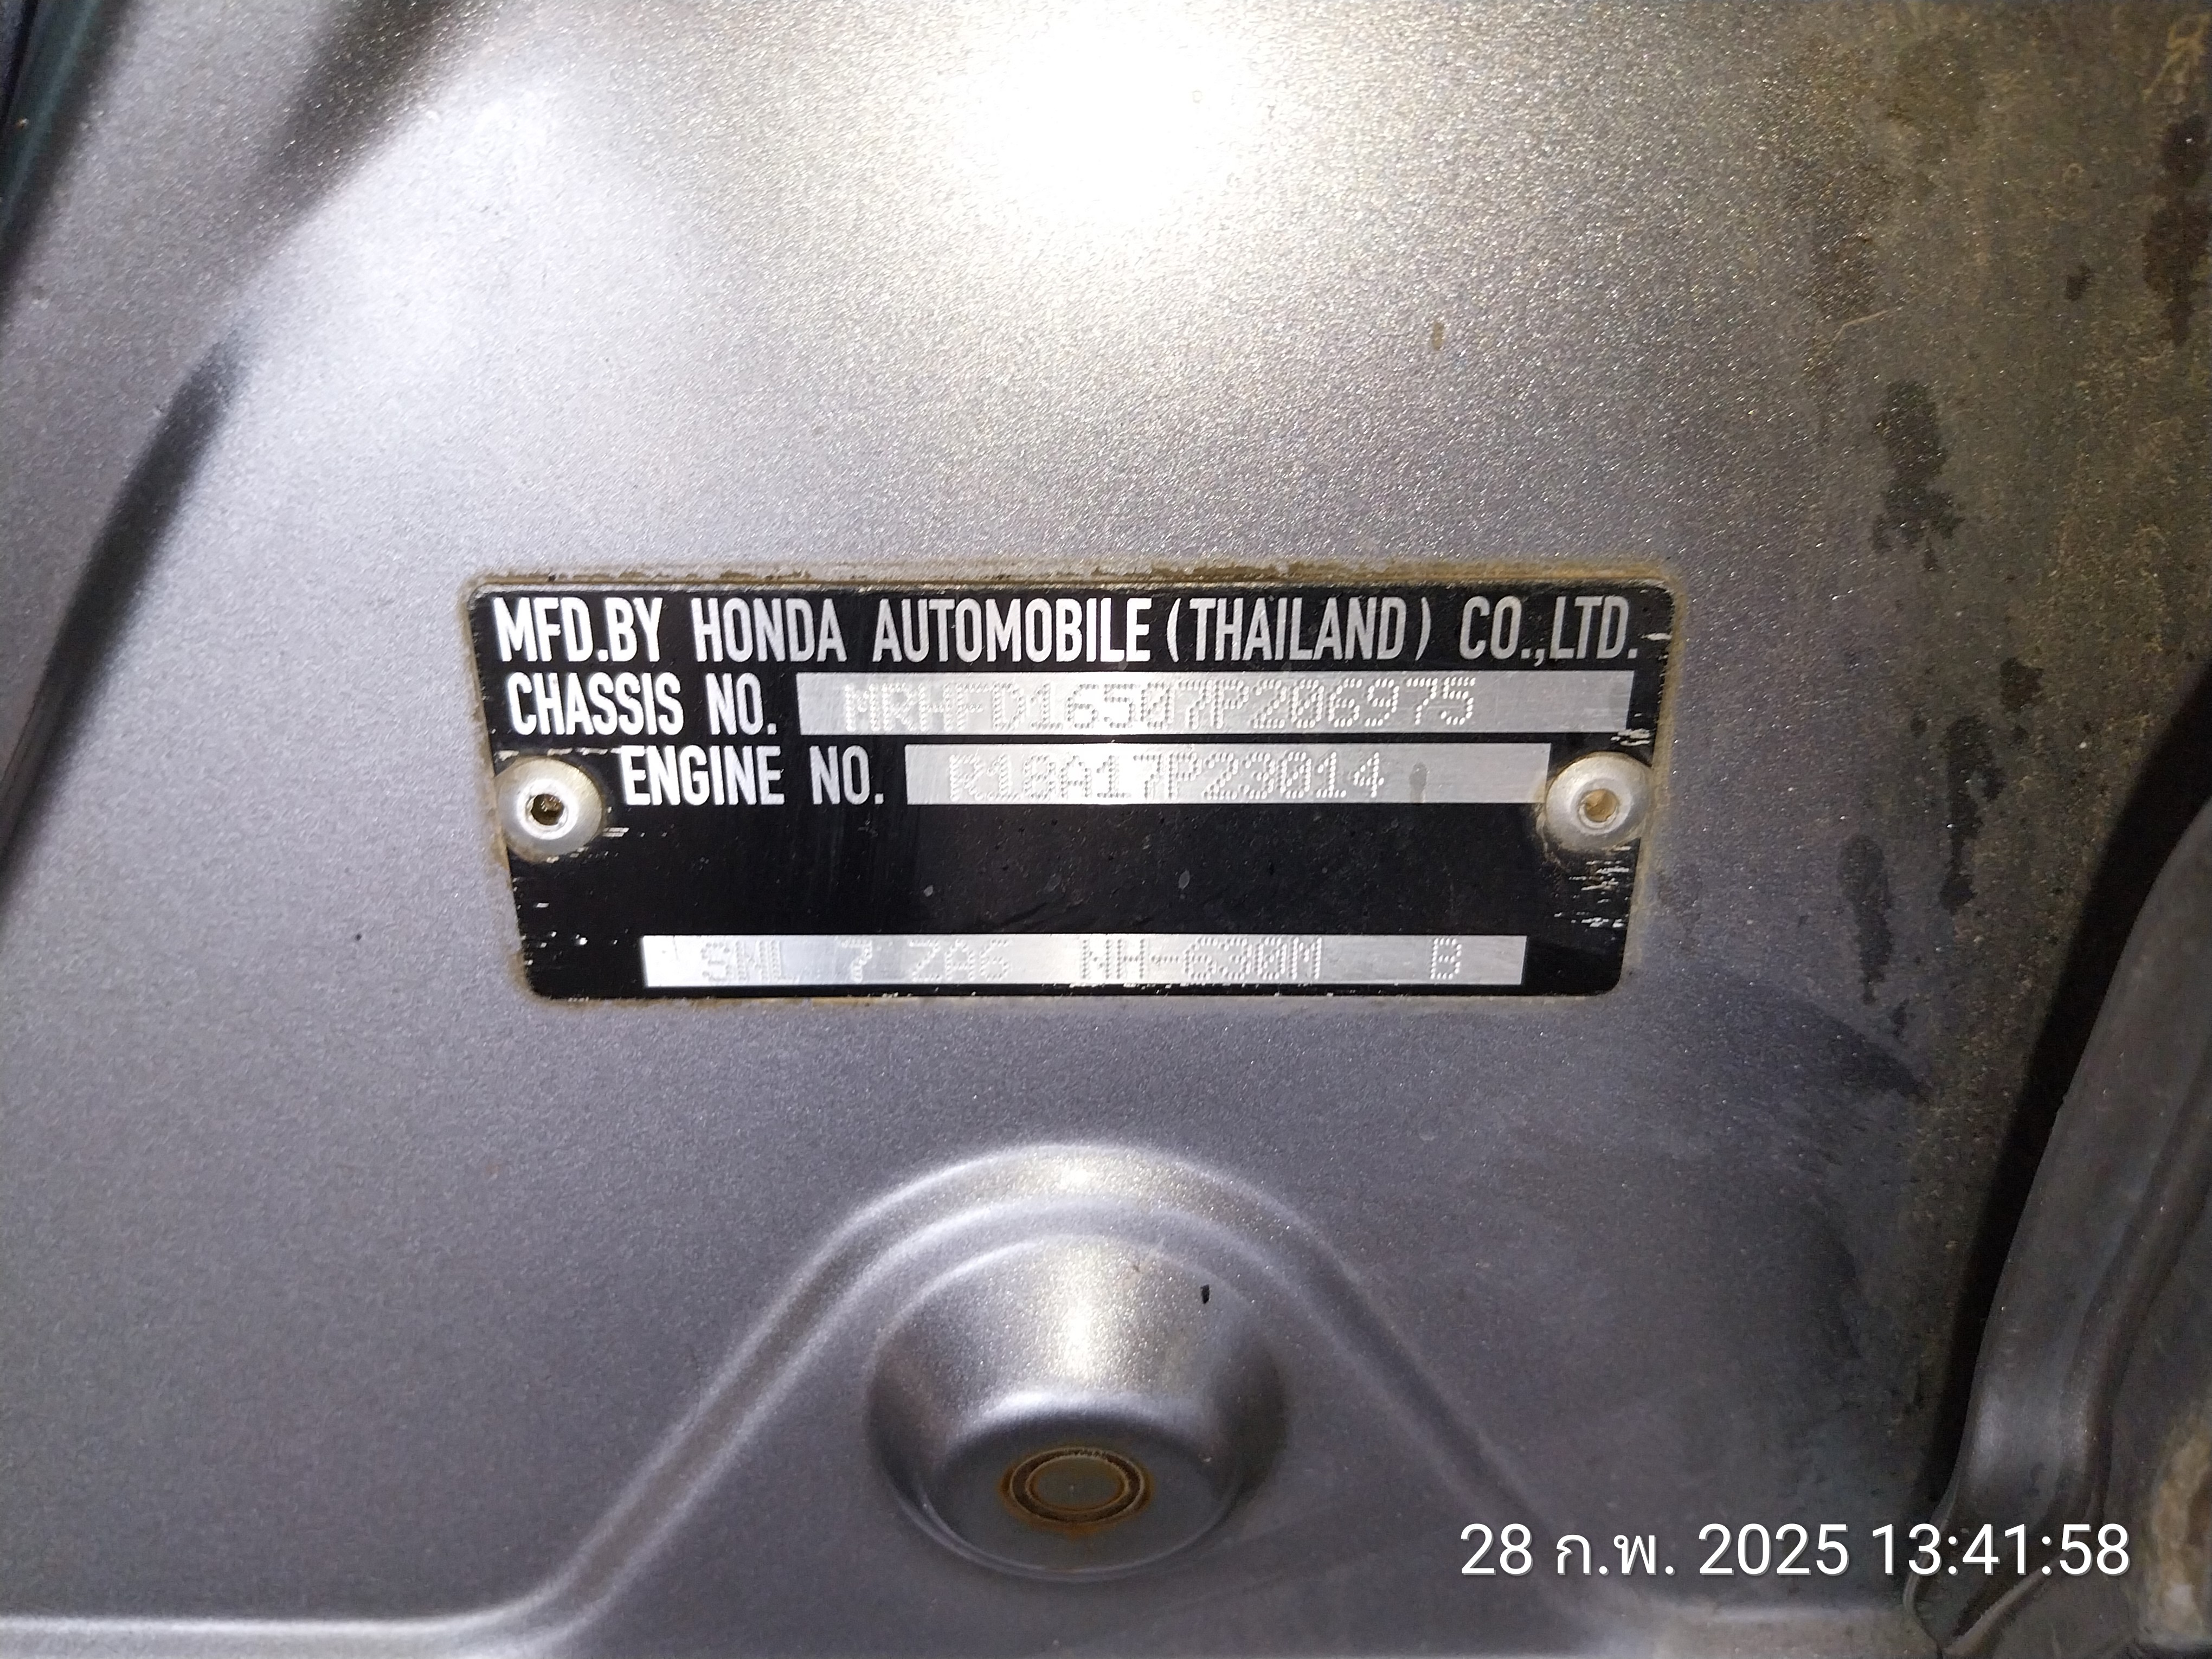 MFD.BY HONDA AUTOMOBILE (THAILAND) CO.,LTD.
CHASSIS NO. MRHFD16507P206975
ENGINE NO. R18A17P23014
SNL 7 ZA6 NH-630M B
28 ก.พ. 2025 13:41:58